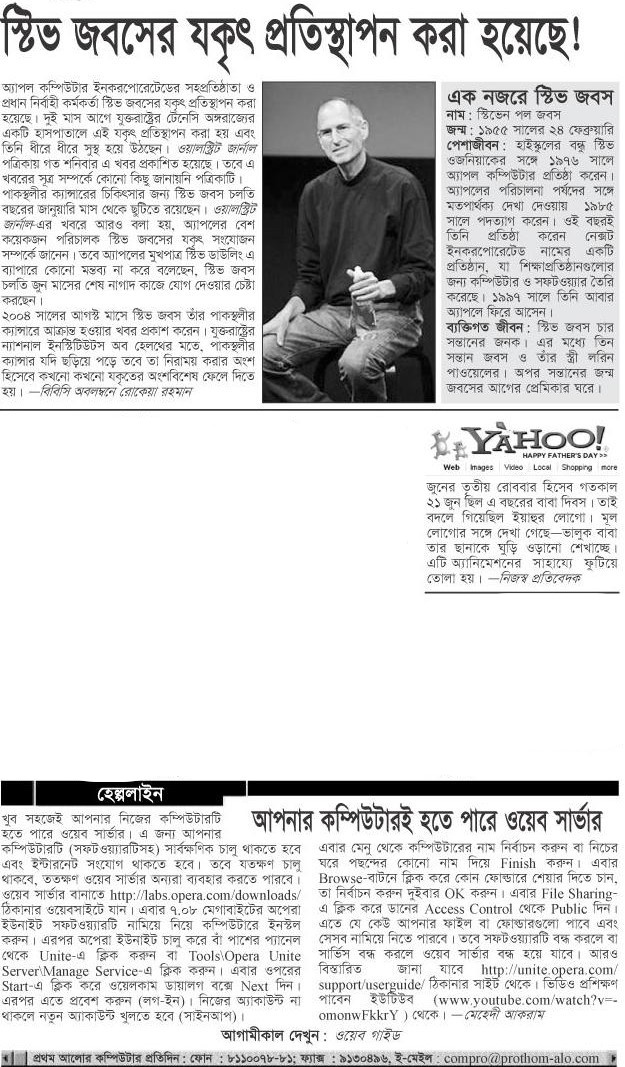 স্টিভ জবসের যকৃৎ প্রতিস্থাপন করা হয়েছে!
অ্যাপল কম্পিউটার ইনকরপোরেটেডের সহপ্রতিষ্ঠাতা ও
প্রধান নির্বাহী কর্মকর্তা স্টিভ জবসের যকৃৎ প্রতিস্থাপন করা
হয়েছে। দুই মাস আগে যুক্তরাষ্ট্রের টেনেসি অঙ্গরাজ্যের
একটি হাসপাতালে এই যকৃৎ প্রতিস্থাপন করা হয় এবং
তিনি ধীরে ধীরে সুস্থ হয়ে উঠছেন। ওয়ালস্ট্রিট জার্নাল
পত্রিকায় গত শনিবার এ খবর প্রকাশিত হয়েছে। তবে এ
খবরের সূত্র সম্পর্কে কোনো কিছু জানায়নি পত্রিকাটি।
পাকস্থলীর ক্যান্সারের চিকিৎসার জন্য স্টিভ জবস চলতি
বছরের জানুয়ারি মাস থেকে ছুটিতে রয়েছেন। ওয়ালস্ট্রিট
জার্নাল-এর খবরে আরও বলা হয়, অ্যাপলের বেশ
কয়েকজন পরিচালক স্টিভ জবসের যকৃৎ সংযোজন
সম্পর্কে জানেন। তবে অ্যাপলের মুখপাত্র স্টিভ ডাউলিং এ
ব্যাপারে কোনো মন্তব্য না করে বলেছেন, স্টিভ জবস
চলতি জুন মাসের শেষ নাগাদ কাজে যোগ দেওয়ার চেষ্টা
করছেন।
২০০৪ সালের আগস্ট মাসে স্টিভ জবস তাঁর পাকস্থলীর
ক্যান্সারে আক্রান্ত হওয়ার খবর প্রকাশ করেন। যুক্তরাষ্ট্রের
ন্যাশনাল ইনস্টিটিউটস অব হেলথের মতে, পাকস্থলীর
ক্যান্সার যদি ছড়িয়ে পড়ে তবে তা নিরাময় করার অংশ
হিসেবে কখনো কখনো যকৃতের অংশবিশেষ ফেলে দিতে
হয়। —বিবিসি অবলম্বনে রোকেয়া রহমান
এক নজরে স্টিভ জবস
নাম : স্টিভেন পল জবস
জন্ম : ১৯৫৫ সালের ২৪ ফেব্রুয়ারি
পেশাজীবন : হাইস্কুলের বন্ধু স্টিভ
ওজনিয়াকের সঙ্গে ১৯৭৬ সালে
অ্যাপল কম্পিউটার প্রতিষ্ঠা করেন।
অ্যাপলের পরিচালনা পর্ষদের সঙ্গে
মতপার্থক্য দেখা দেওয়ায় ১৯৮৫
সালে পদত্যাগ করেন। ওই বছরই
তিনি প্রতিষ্ঠা করেন নেক্সট
ইনকরপোরেটেড নামের একটি
প্রতিষ্ঠান, যা শিক্ষাপ্রতিষ্ঠানগুলোর
জন্য কম্পিউটার ও সফটওয়্যার তৈরি
করেছে। ১৯৯৭ সালে তিনি আবার
অ্যাপলে ফিরে আসেন।
ব্যক্তিগত জীবন : স্টিভ জবস চার
সন্তানের জনক। এর মধ্যে তিন
সন্তান জবস ও তাঁর স্ত্রী লরিন
পাওয়েলের। অপর সন্তানের জন্ম
জবসের আগের প্রেমিকার ঘরে।
YAHOO!
HAPPY FATHER'S DAY >>
Web Images Video Local Shopping more
জুনের তৃতীয় রোববার হিসেব গতকাল
২১ জুন ছিল এ বছরের বাবা দিবস। তাই
বদলে গিয়েছিল ইয়াহুর লোগো। মূল
লোগোর সঙ্গে দেখা গেছে—ভালুক বাবা
তার ছানাকে ঘুড়ি ওড়ানো শেখাচ্ছে।
এটি অ্যানিমেশনের সাহায্যে ফুটিয়ে
তোলা হয়। —নিজস্ব প্রতিবেদক
হেল্পলাইন
আপনার কম্পিউটারই হতে পারে ওয়েব সার্ভার
খুব সহজেই আপনার নিজের কম্পিউটারটি
হতে পারে ওয়েব সার্ভার। এ জন্য আপনার
কম্পিউটারটি (সফটওয়্যারটিসহ) সার্বক্ষণিক চালু থাকতে হবে
এবং ইন্টারনেট সংযোগ থাকতে হবে। তবে যতক্ষণ চালু
থাকবে, ততক্ষণ ওয়েব সার্ভার অন্যরা ব্যবহার করতে পারবে।
ওয়েব সার্ভার বানাতে http://labs.opera.com/downloads/
ঠিকানার ওয়েবসাইটে যান। এবার ৭.০৮ মেগাবাইটের অপেরা
ইউনাইট সফটওয়্যারটি নামিয়ে নিয়ে কম্পিউটারে ইনস্টল
করুন। এরপর অপেরা ইউনাইট চালু করে বাঁ পাশের প্যানেল
থেকে Unite-এ ক্লিক করুন বা Tools\Opera Unite
Server\Manage Service-এ ক্লিক করুন। এবার ওপরের
Start-এ ক্লিক করে ওয়েলকাম ডায়ালগ বক্সে Next দিন।
এরপর এতে প্রবেশ করুন (লগ-ইন)। নিজের অ্যাকাউন্ট না
থাকলে নতুন অ্যাকাউন্ট খুলতে হবে (সাইনআপ)।
এবার মেনু থেকে কম্পিউটারের নাম নির্বাচন করুন বা নিচের
ঘরে পছন্দের কোনো নাম দিয়ে Finish করুন। এবার
Browse-বাটনে ক্লিক করে কোন ফোল্ডারে শেয়ার দিতে চান,
তা নির্বাচন করুন দুইবার OK করুন। এবার File Sharing-
এ ক্লিক করে ডানের Access Control থেকে Public দিন।
এতে যে কেউ আপনার ফাইল বা ফোল্ডারগুলো পাবে এবং
সেসব নামিয়ে নিতে পারবে। তবে সফটওয়্যারটি বন্ধ করলে বা
সার্ভিস বন্ধ করলে ওয়েব সার্ভার বন্ধ হয়ে যাবে। আরও
বিস্তারিত জানা যাবে http://unite.opera.com/
support/userguide/ ঠিকানার সাইট থেকে। ভিডিও প্রশিক্ষণ
পাবেন ইউটিউব (www.youtube.com/watch?v=-
omonwFkkrY ) থেকে। —মেহেদী আকরাম
আগামীকাল দেখুন : ওয়েব গাইড
প্রথম আলোর কম্পিউটার প্রতিদিন : ফোন : ৮১১০০৭৮-৮১; ফ্যাক্স : ৯১৩০৪৯৬, ই-মেইল : compro@prothom-alo.com